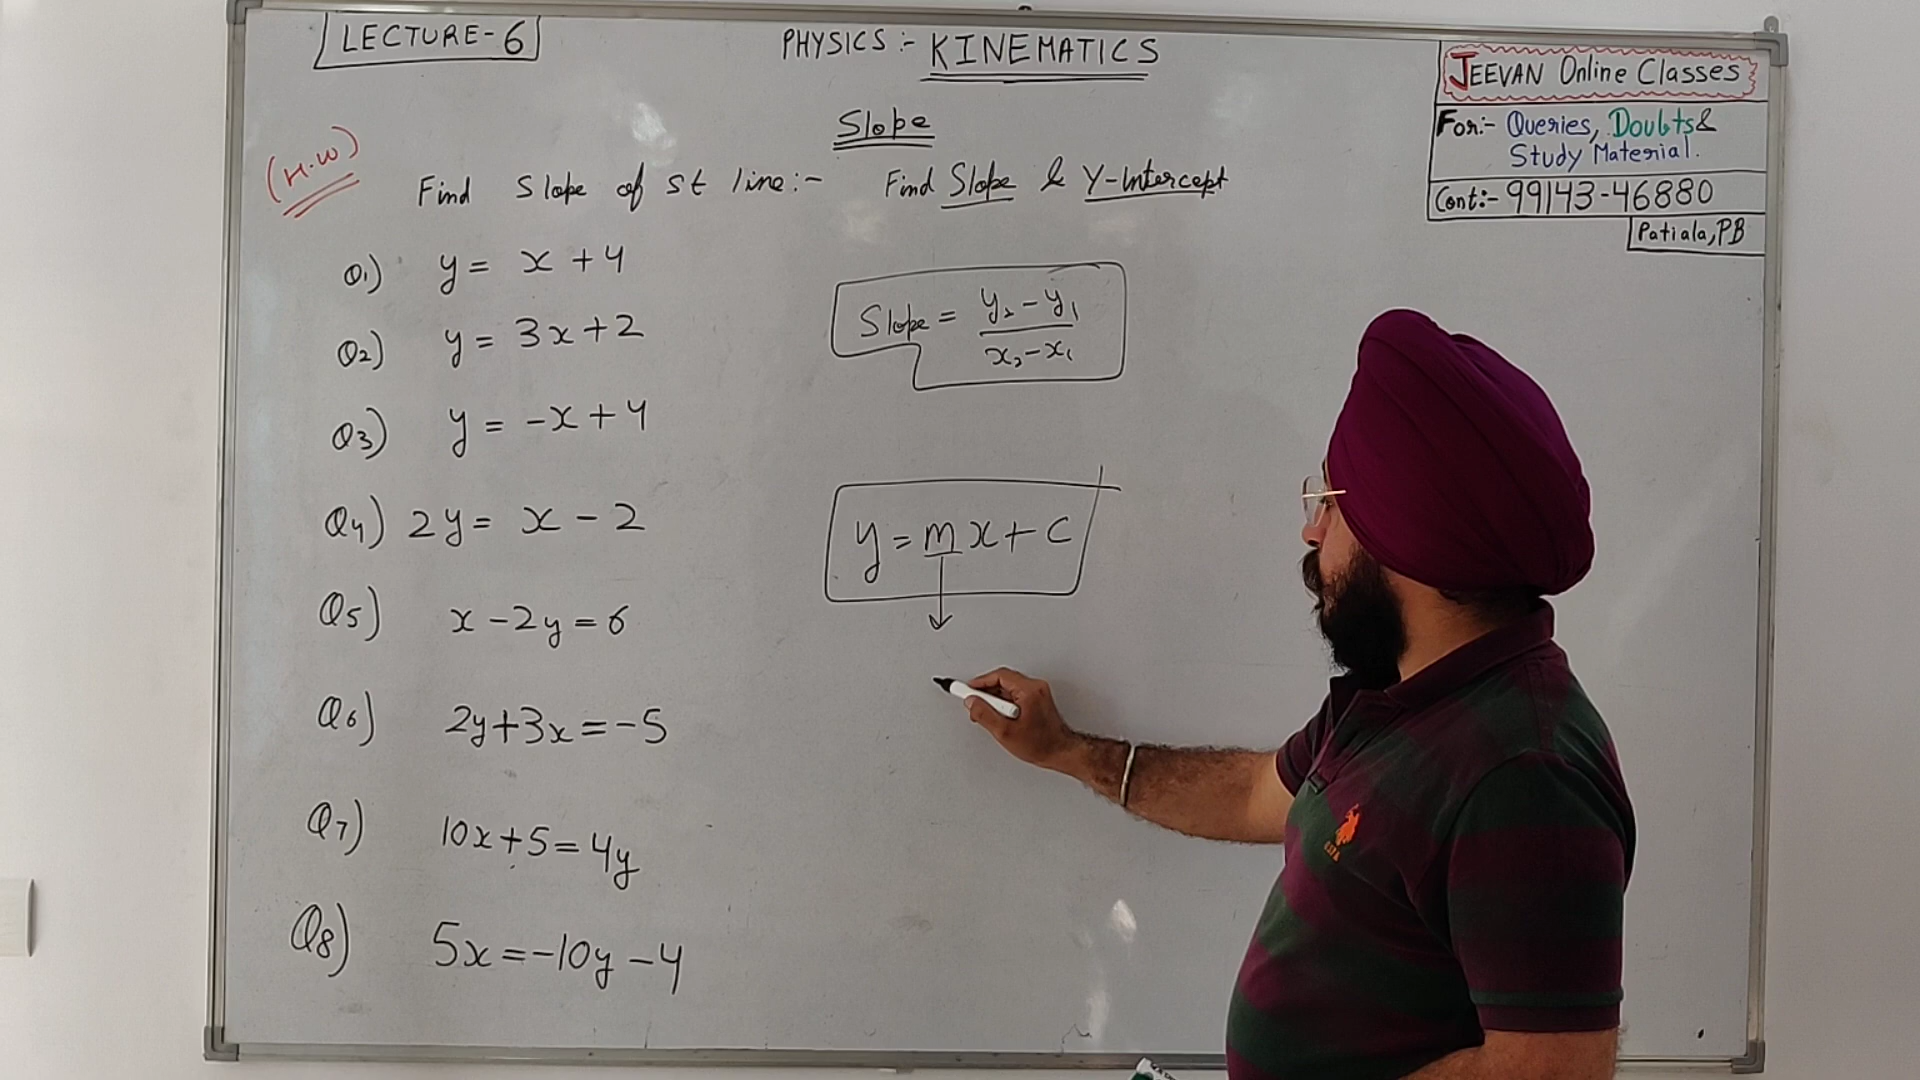 LECTURE-6
PHYSICS:- KINEMATICS
JEEVAN Online Classes
For:- Queries, Doubts &
Study Material.
Cont:- 99143-46880
Patiala, PB
Slope
(H.W)
Find Slope of st line:- Find Slope & Y-Intercept
Q1) y = x + 4
Q2) y = 3x + 2
Q3) y = -x + 4
Q4) 2y = x - 2
Q5) x - 2y = 6
Q6) 2y + 3x = -5
Q7) 10x + 5 = 4y
Q8) 5x = -10y - 4
Slope = y₂ - y₁
x₂ - x₁
y = mx + c